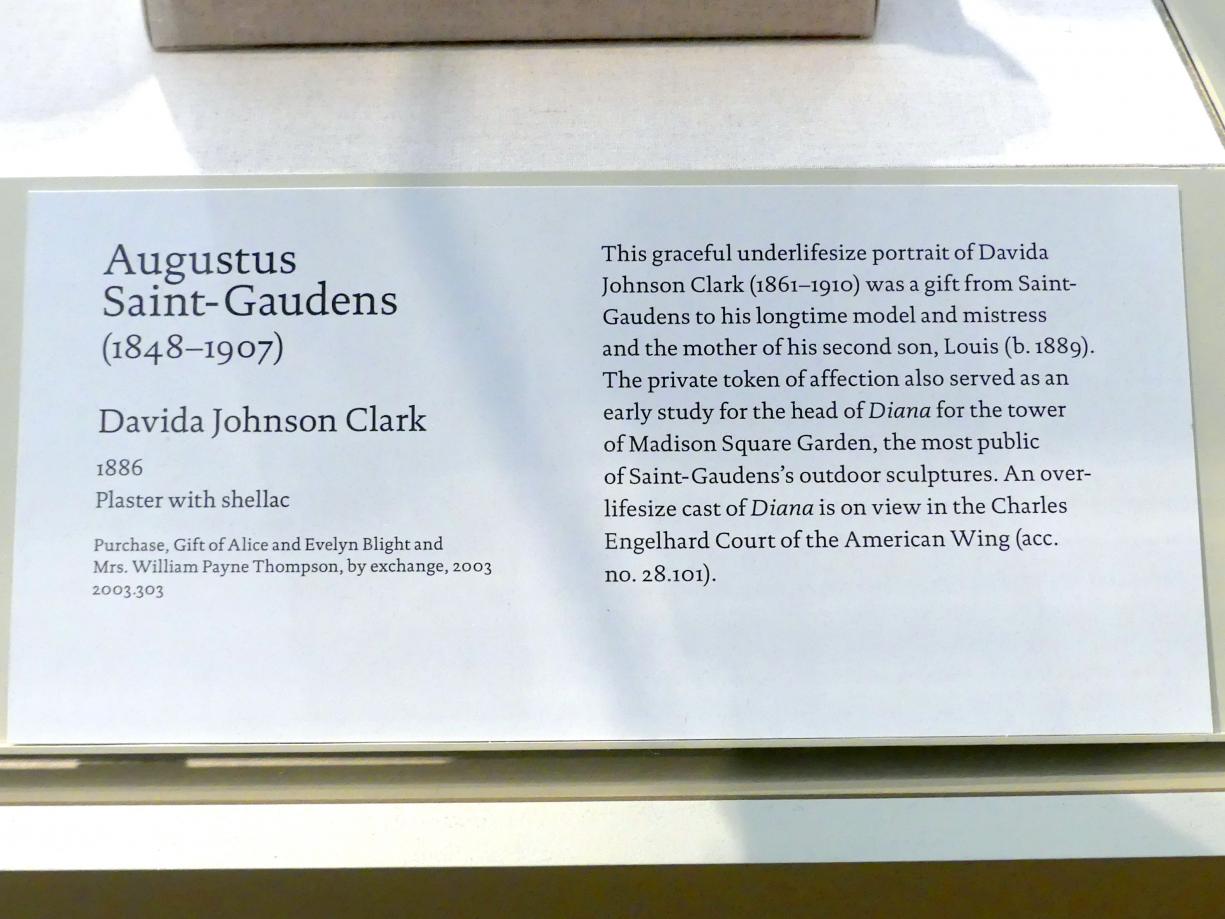 Augustus
Saint-Gaudens
(1848–1907)
Davida Johnson Clark
1886
Plaster with shellac
Purchase, Gift of Alice and Evelyn Blight and
Mrs. William Payne Thompson, by exchange, 2003
2003.303
This graceful underlifesize portrait of Davida
Johnson Clark (1861–1910) was a gift from Saint-
Gaudens to his longtime model and mistress
and the mother of his second son, Louis (b. 1889).
The private token of affection also served as an
early study for the head of Diana for the tower
of Madison Square Garden, the most public
of Saint-Gaudens's outdoor sculptures. An over-
lifesize cast of Diana is on view in the Charles
Engelhard Court of the American Wing (acc.
no. 28.101).